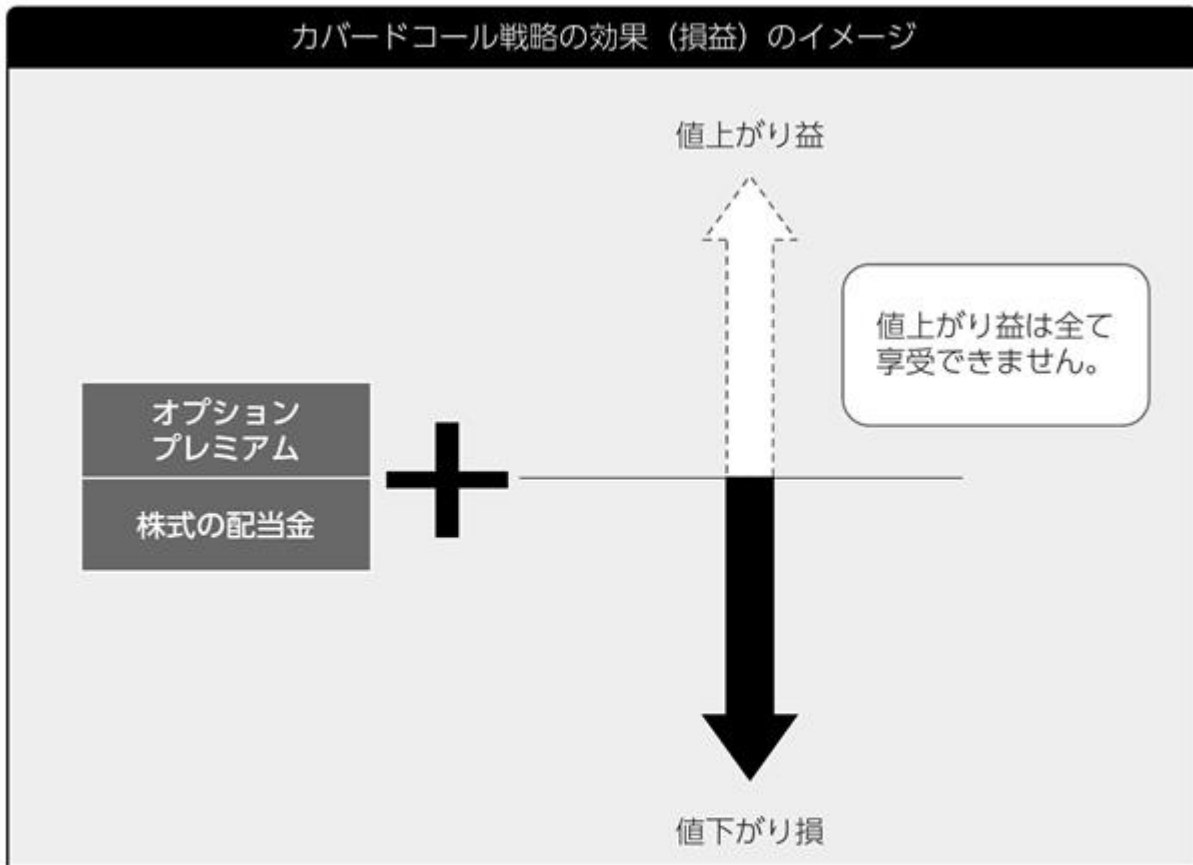 カバードコール戦略の効果（損益）のイメージ
値上がり益
値上がり益は全て
享受できません。
オプション
プレミアム
株式の配当金
値下がり損